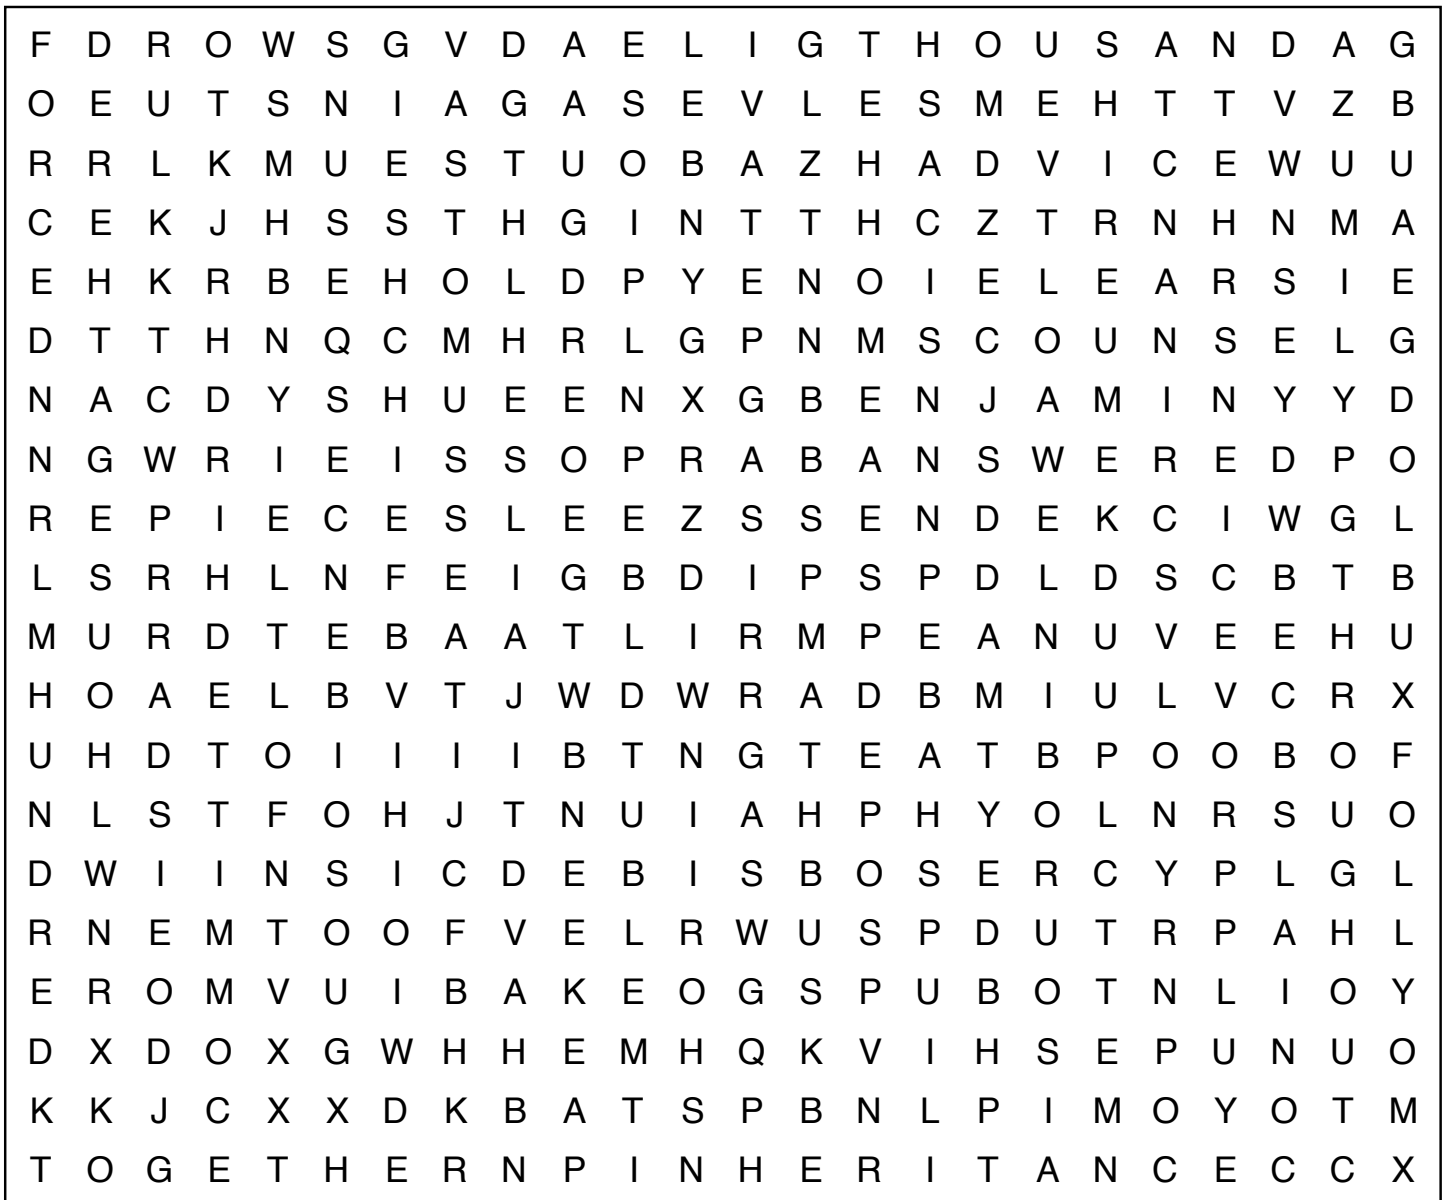 F D R O W S G V D A E L I G T H O U S A N D A G
O E U T S N I A G A S E V L E S M E H T T V Z B
R R L K M U E S T U O B A Z H A D V I C E W U U
C E K J H S S T H G I N T T H C Z T R N H N M A
E H K R B E H O L D P Y E N O I E L E A R S I E
D T T H N Q C M H R L G P N M S C O U N S E L G
N A C D Y S H U E E N X G B E N J A M I N Y Y D
N G W R I E I S S O P R A B A N S W E R E D P O
R E P I E C E S L E E Z S S E N D E K C I W G L
L S R H L N F E I G B D I P S P D L D S C B T B
M U R D T E B A A T L I R M P E A N U V E E H U
H O A E L B V T J W D W R A D B M I U L V C R X
U H D T O I I I I B T N G T E A T B P O O B O F
N L S T F O H J T N U I A H P H Y O L N R S U O
D W I I N S I C D E B I S B O S E R C Y P L G L
R N E M T O O F V E L R W U S P D U T R P A H L
E R O M V U I B A K E O G S P U B O T N L I O Y
D X D O X G W H H E M H Q K V I H S E P U N U O
K K J C X X D K B A T S P B N L P I M O Y O T M
T O G E T H E R N P I N H E R I T A N C E C C X